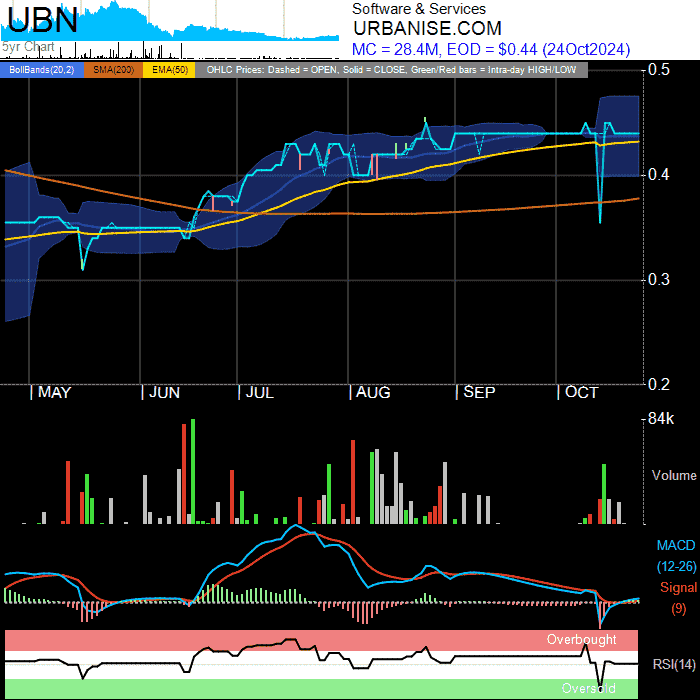 UBN
5yr Chart
Software & Services
URBANISE.COM
MC = 28.4M, EOD = $0.44 (24Oct2024)
BollBands(20,2) SMA(200) EMA(50) OHLC Prices: Dashed = OPEN, Solid = CLOSE, Green/Red bars = Intra-day HIGH/LOW
0.5
0.4
0.3
0.2
MAY JUN JUL AUG SEP OCT
84k
Volume
MACD
(12-26)
Signal
(9)
Overbought
RSI(14)
Oversold